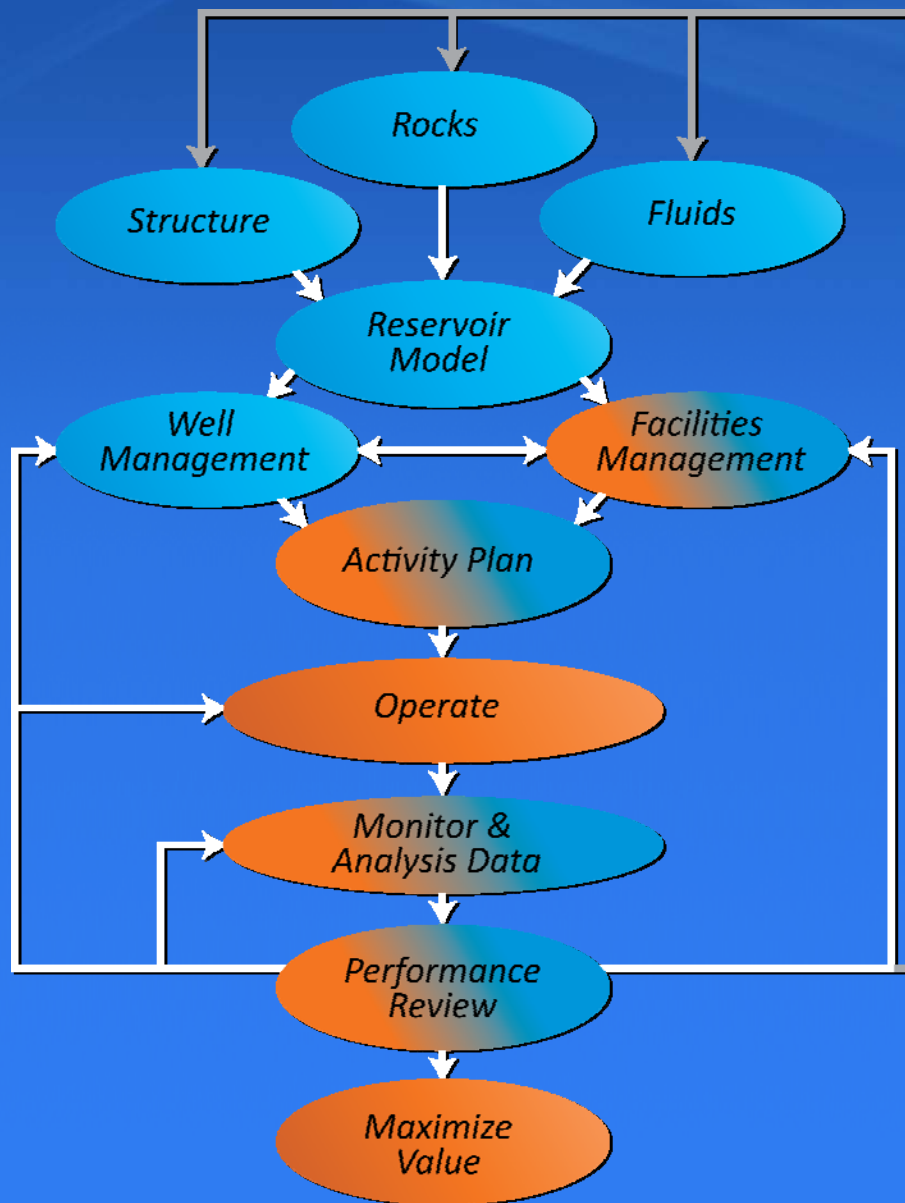 Rocks
Structure
Fluids
Reservoir
Model
Well
Management
Facilities
Management
Activity Plan
Operate
Monitor &
Analysis Data
Performance
Review
Maximize
Value